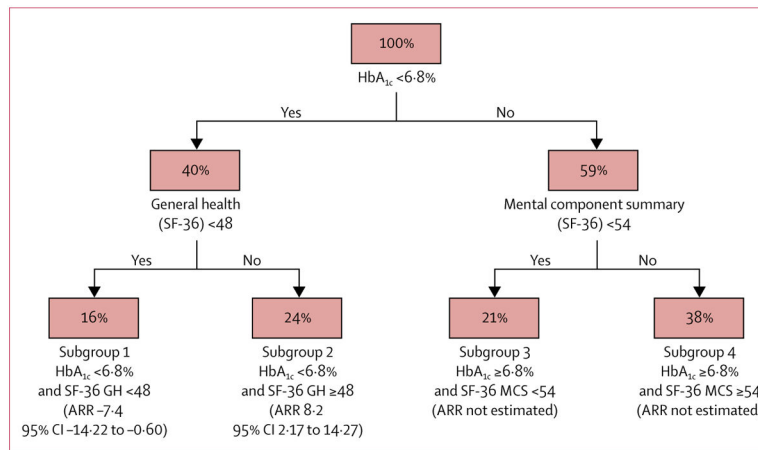 100%
HbA1c <6·8%
Yes
No
40%
59%
General health
(SF-36) <48
Mental component summary
(SF-36) <54
Yes
No
Yes
No
16%
24%
21%
38%
Subgroup 1
HbA1c <6·8%
and SF-36 GH <48
(ARR –7·4
95% CI –14·22 to –0·60)
Subgroup 2
HbA1c <6·8%
and SF-36 GH ≥48
(ARR 8·2
95% CI 2·17 to 14·27)
Subgroup 3
HbA1c ≥6·8%
and SF-36 MCS <54
(ARR not estimated)
Subgroup 4
HbA1c ≥6·8%
and SF-36 MCS ≥54
(ARR not estimated)